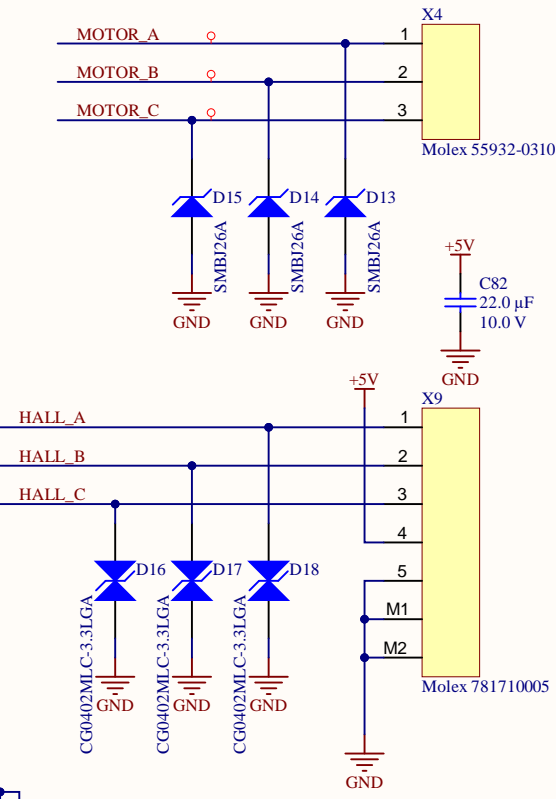 X4
MOTOR_A
1
MOTOR_B
2
MOTOR_C
3
Molex 55932-0310
D15
D14
D13
SMBJ26A
SMBJ26A
SMBJ26A
GND
GND
GND
+5V
C82
22.0 µF
10.0 V
GND
+5V
X9
HALL_A
1
HALL_B
2
HALL_C
3
4
5
M1
M2
D16
D17
D18
CG0402MLC-3.3LGA
CG0402MLC-3.3LGA
CG0402MLC-3.3LGA
GND
GND
GND
Molex 781710005
GND